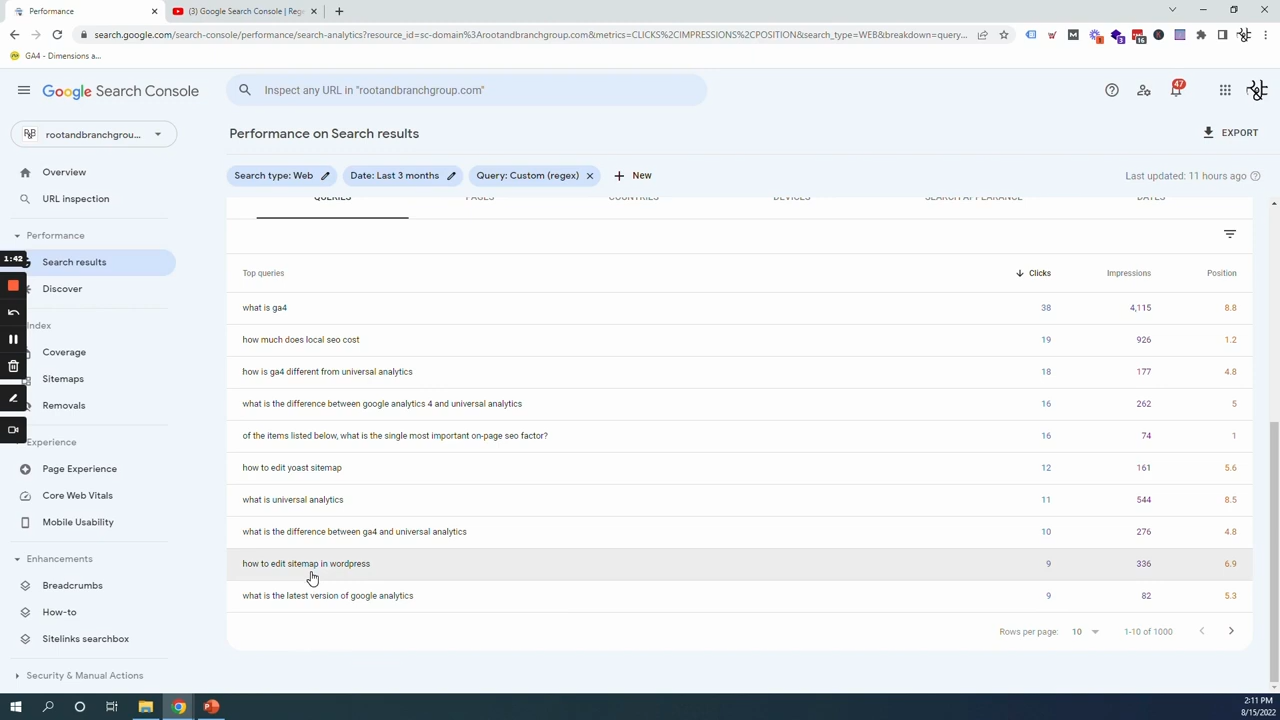 Performance
(3) Google Search Console | Reg
search.google.com/search-console/performance/search-analytics?resource_id=sc-domain%3Arootandbranchgroup.com&metrics=CLICKS%2CIMPRESSIONS%2CPOSITION&search_type=WEB&breakdown=query...
16
1
3
GA4 - Dimensions a...
Google Search Console
Inspect any URL in "rootandbranchgroup.com"
47
rootandbranchgrou...
Performance on Search results
EXPORT
Search type: Web
Date: Last 3 months
Query: Custom (regex)
New
Last updated: 11 hours ago
Overview
URL inspection
Performance
Search results
Discover
Index
Coverage
Sitemaps
Removals
Experience
Page Experience
Core Web Vitals
Mobile Usability
Enhancements
Breadcrumbs
How-to
Sitelinks searchbox
Security & Manual Actions
1:42
QUERIES PAGES COUNTRIES DEVICES SEARCH APPEARANCE DATES
Top queries Clicks Impressions Position
what is ga4 38 4,115 8.8
how much does local seo cost 19 926 1.2
how is ga4 different from universal analytics 18 177 4.8
what is the difference between google analytics 4 and universal analytics 16 262 5
of the items listed below, what is the single most important on-page seo factor? 16 74 1
how to edit yoast sitemap 12 161 5.6
what is universal analytics 11 544 8.5
what is the difference between ga4 and universal analytics 10 276 4.8
how to edit sitemap in wordpress 9 336 6.9
what is the latest version of google analytics 9 82 5.3
Rows per page: 10 1-10 of 1000
2:11 PM
8/15/2022